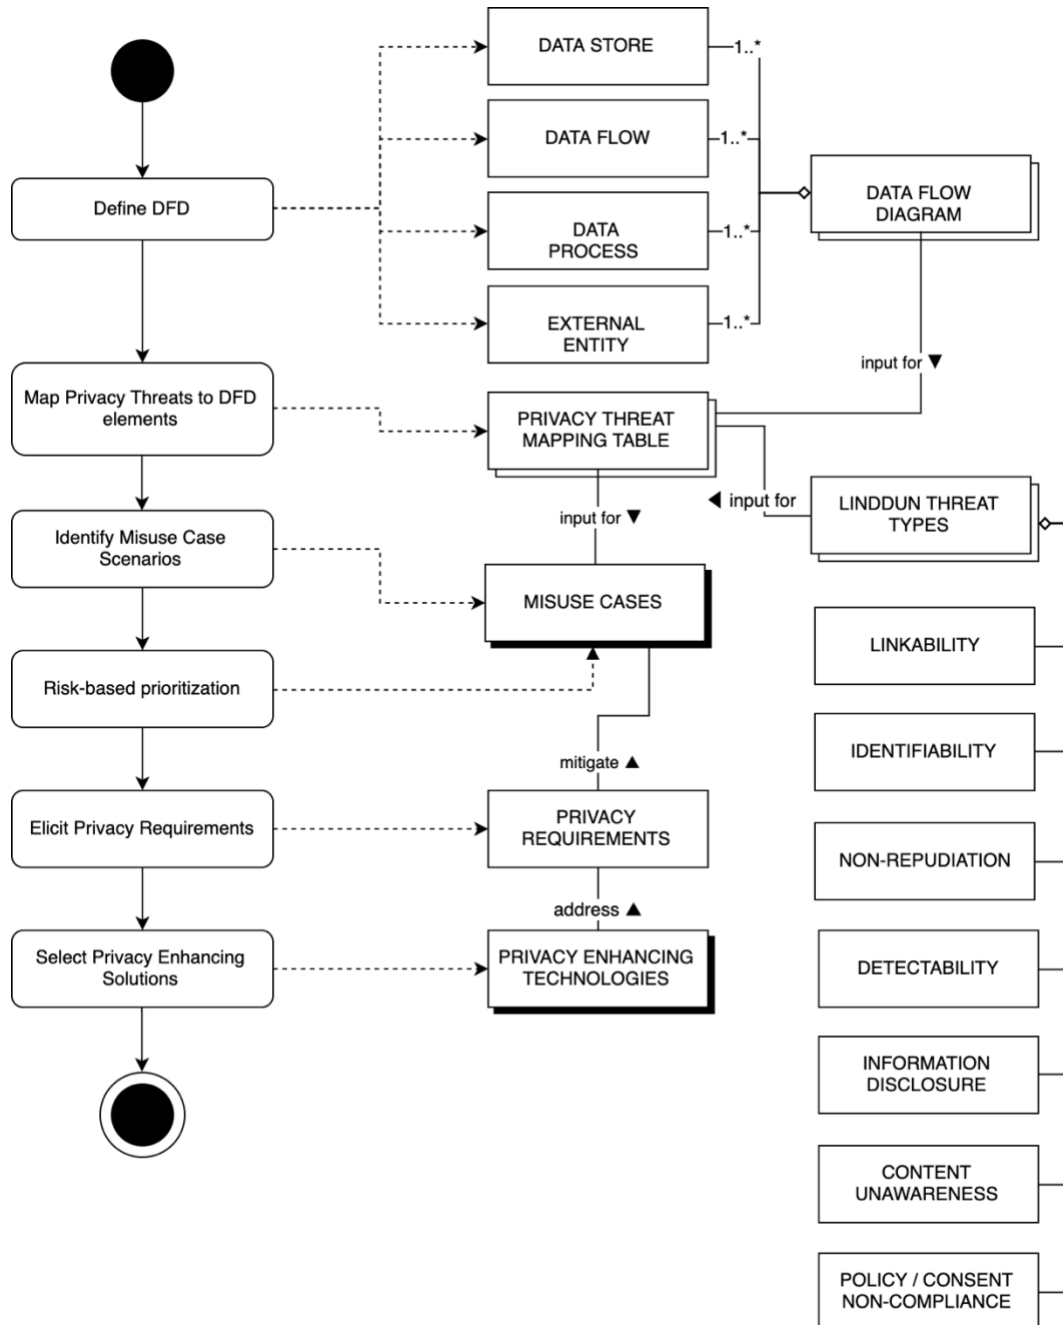 DATA STORE
1..*
DATA FLOW
1..*
Define DFD
DATA FLOW
DIAGRAM
DATA
PROCESS
1..*
EXTERNAL
ENTITY
1..*
input for ▼
Map Privacy Threats to DFD
elements
PRIVACY THREAT
MAPPING TABLE
◀ input for
LINDDUN THREAT
TYPES
input for ▼
Identify Misuse Case
Scenarios
MISUSE CASES
LINKABILITY
Risk-based prioritization
IDENTIFIABILITY
mitigate ▲
Elicit Privacy Requirements
PRIVACY
REQUIREMENTS
NON-REPUDIATION
address ▲
Select Privacy Enhancing
Solutions
PRIVACY ENHANCING
TECHNOLOGIES
DETECTABILITY
INFORMATION
DISCLOSURE
CONTENT
UNAWARENESS
POLICY / CONSENT
NON-COMPLIANCE